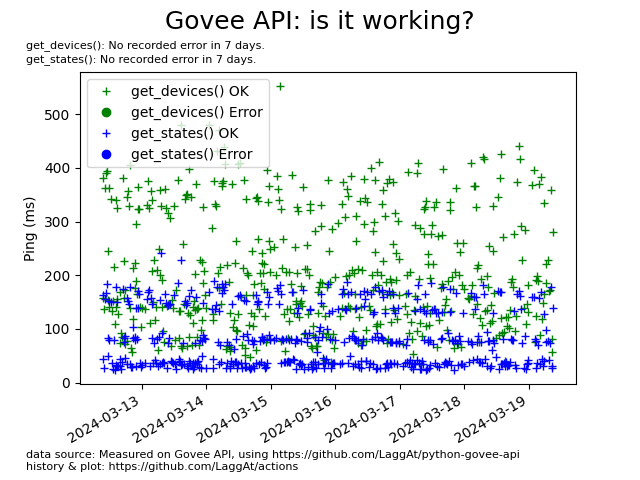 Govee API: is it working?
get_devices(): No recorded error in 7 days.
get_states(): No recorded error in 7 days.
get_devices() OK
get_devices() Error
get_states() OK
get_states() Error
Ping (ms)
500
400
300
200
100
0
2024-03-13
2024-03-14
2024-03-15
2024-03-16
2024-03-17
2024-03-18
2024-03-19
data source: Measured on Govee API, using https://github.com/LaggAt/python-govee-api
history & plot: https://github.com/LaggAt/actions